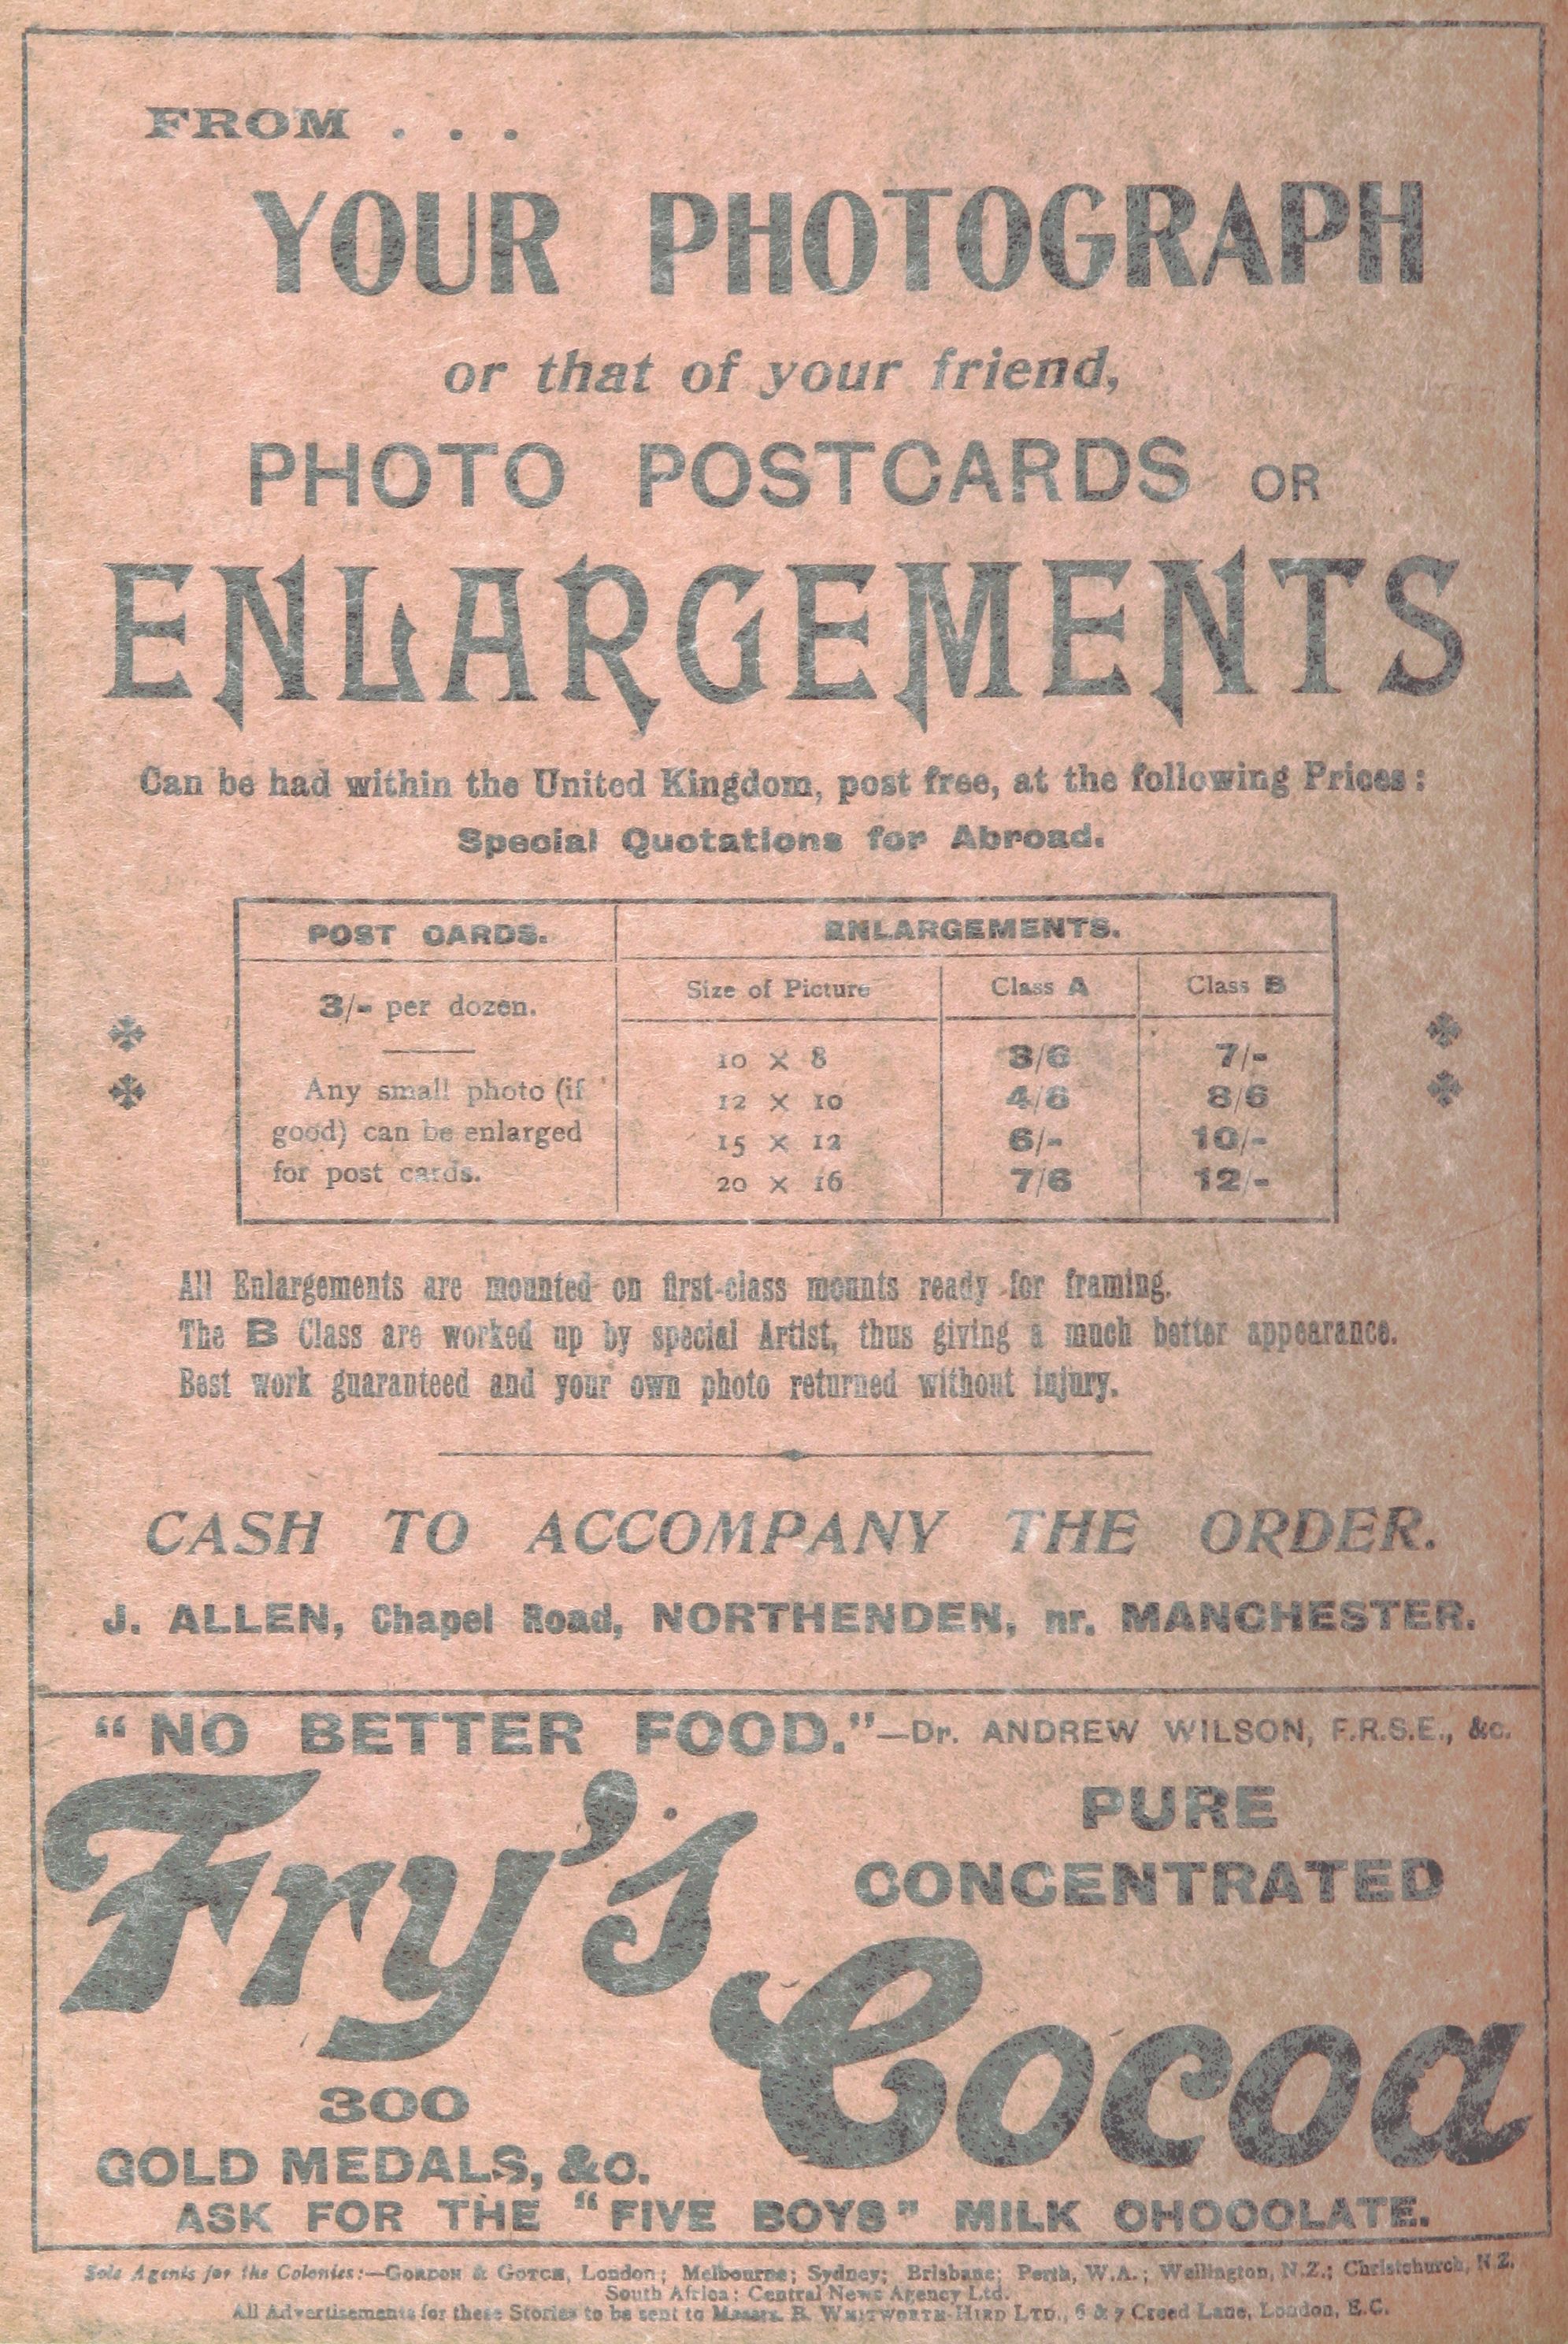 FROM . . .
YOUR PHOTOGRAPH
or that of your friend,
PHOTO POSTCARDS OR
ENLARGEMENTS
Can be had within the United Kingdom, post free, at the following Prices:
Special Quotations for Abroad.
POST CARDS. ENLARGEMENTS.
3/- per dozen. Size of Picture Class A Class B
Any small photo (if
good) can be enlarged
for post cards.
10 × 8 3/6 7/-
12 × 10 4/6 8/6
15 × 12 6/- 10/-
20 × 16 7/6 12/-
All Enlargements are mounted on first-class mounts ready for framing.
The B Class are worked up by special Artist, thus giving a much better appearance.
Best work guaranteed and your own photo returned without injury.
CASH TO ACCOMPANY THE ORDER.
J. ALLEN, Chapel Road, NORTHENDEN, nr. MANCHESTER.
"NO BETTER FOOD."—Dr. ANDREW WILSON, F.R.S.E., &c.
Fry's
PURE
CONCENTRATED
Cocoa
300
GOLD MEDALS, &c.
ASK FOR THE "FIVE BOYS" MILK CHOCOLATE.
Sole Agents for the Colonies:—GORDON & GOTCH, London; Melbourne; Sydney; Brisbane; Perth, W.A.; Wellington, N.Z.; Christchurch, N.Z.
South Africa: Central News Agency Ltd.
All Advertisements for these Stories to be sent to Messrs. R. WHITWORTH-HIRD LTD., 6 & 7 Creed Lane, London, E.C.